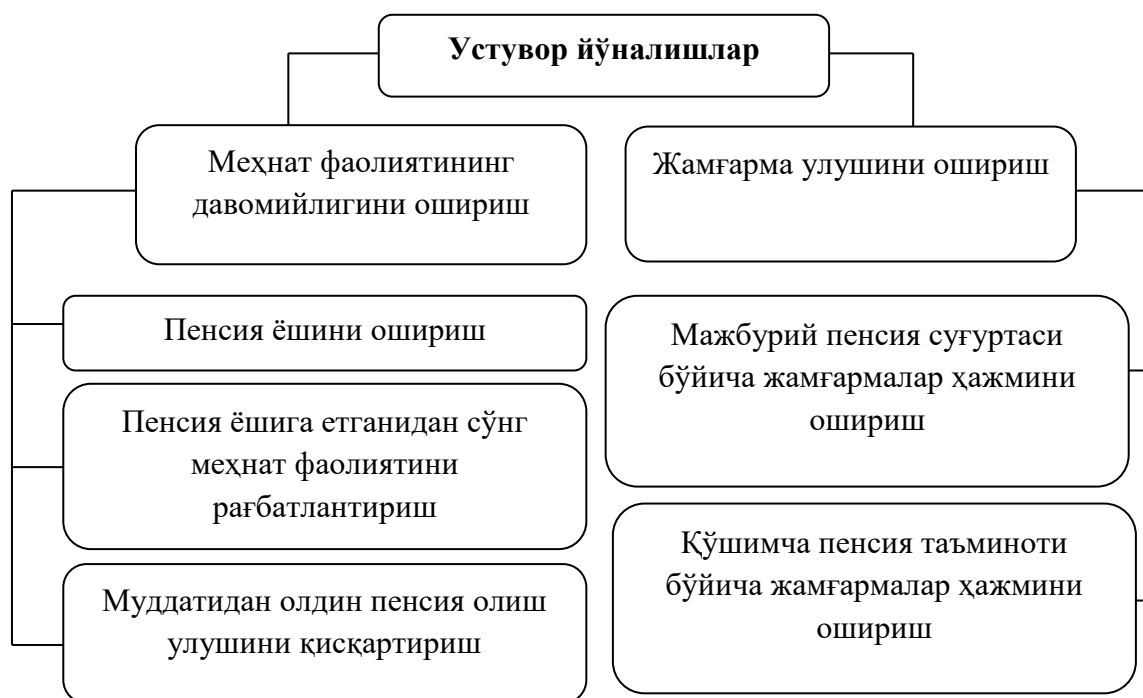 Устувор йўналишлар
Меҳнат фаолиятининг
давомийлигини ошириш
Пенсия ёшини ошириш
Пенсия ёшига етганидан сўнг
меҳнат фаолиятини
рағбатлантириш
Муддатидан олдин пенсия олиш
улушини қисқартириш
Жамғарма улушини ошириш
Мажбурий пенсия суғуртаси
бўйича жамғармалар ҳажмини
ошириш
Қўшимча пенсия таъминоти
бўйича жамғармалар ҳажмини
ошириш